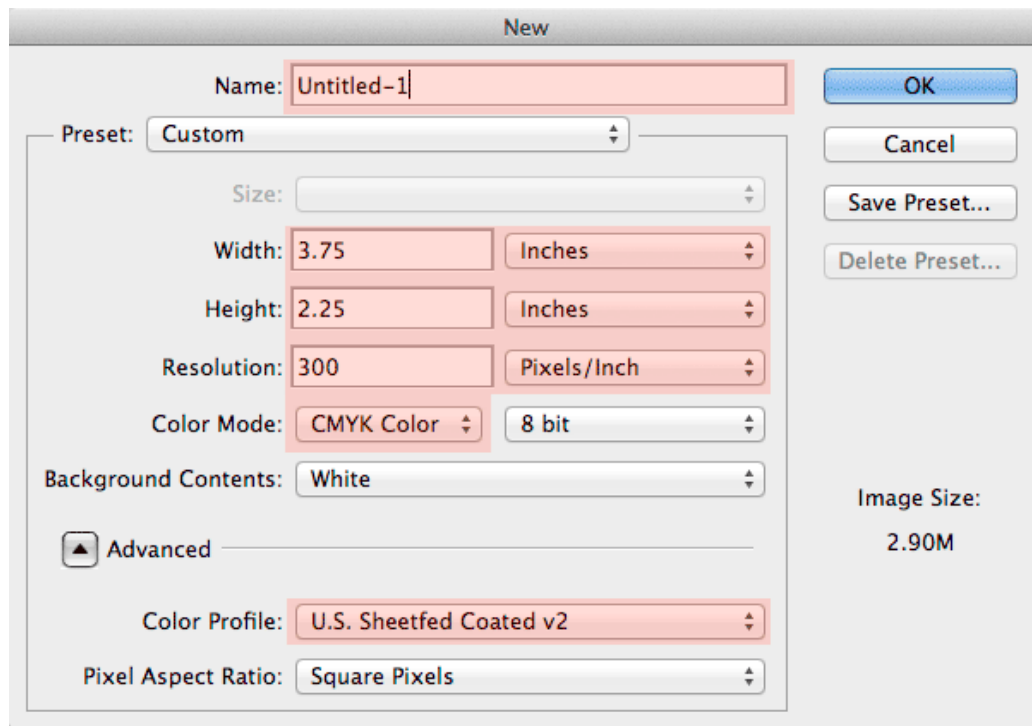 New
Name: Untitled-1
OK
Preset: Custom
Cancel
Size:
Save Preset...
Width: 3.75 Inches
Delete Preset...
Height: 2.25 Inches
Resolution: 300 Pixels/Inch
Color Mode: CMYK Color 8 bit
Background Contents: White
Image Size:
2.90M
Advanced
Color Profile: U.S. Sheetfed Coated v2
Pixel Aspect Ratio: Square Pixels